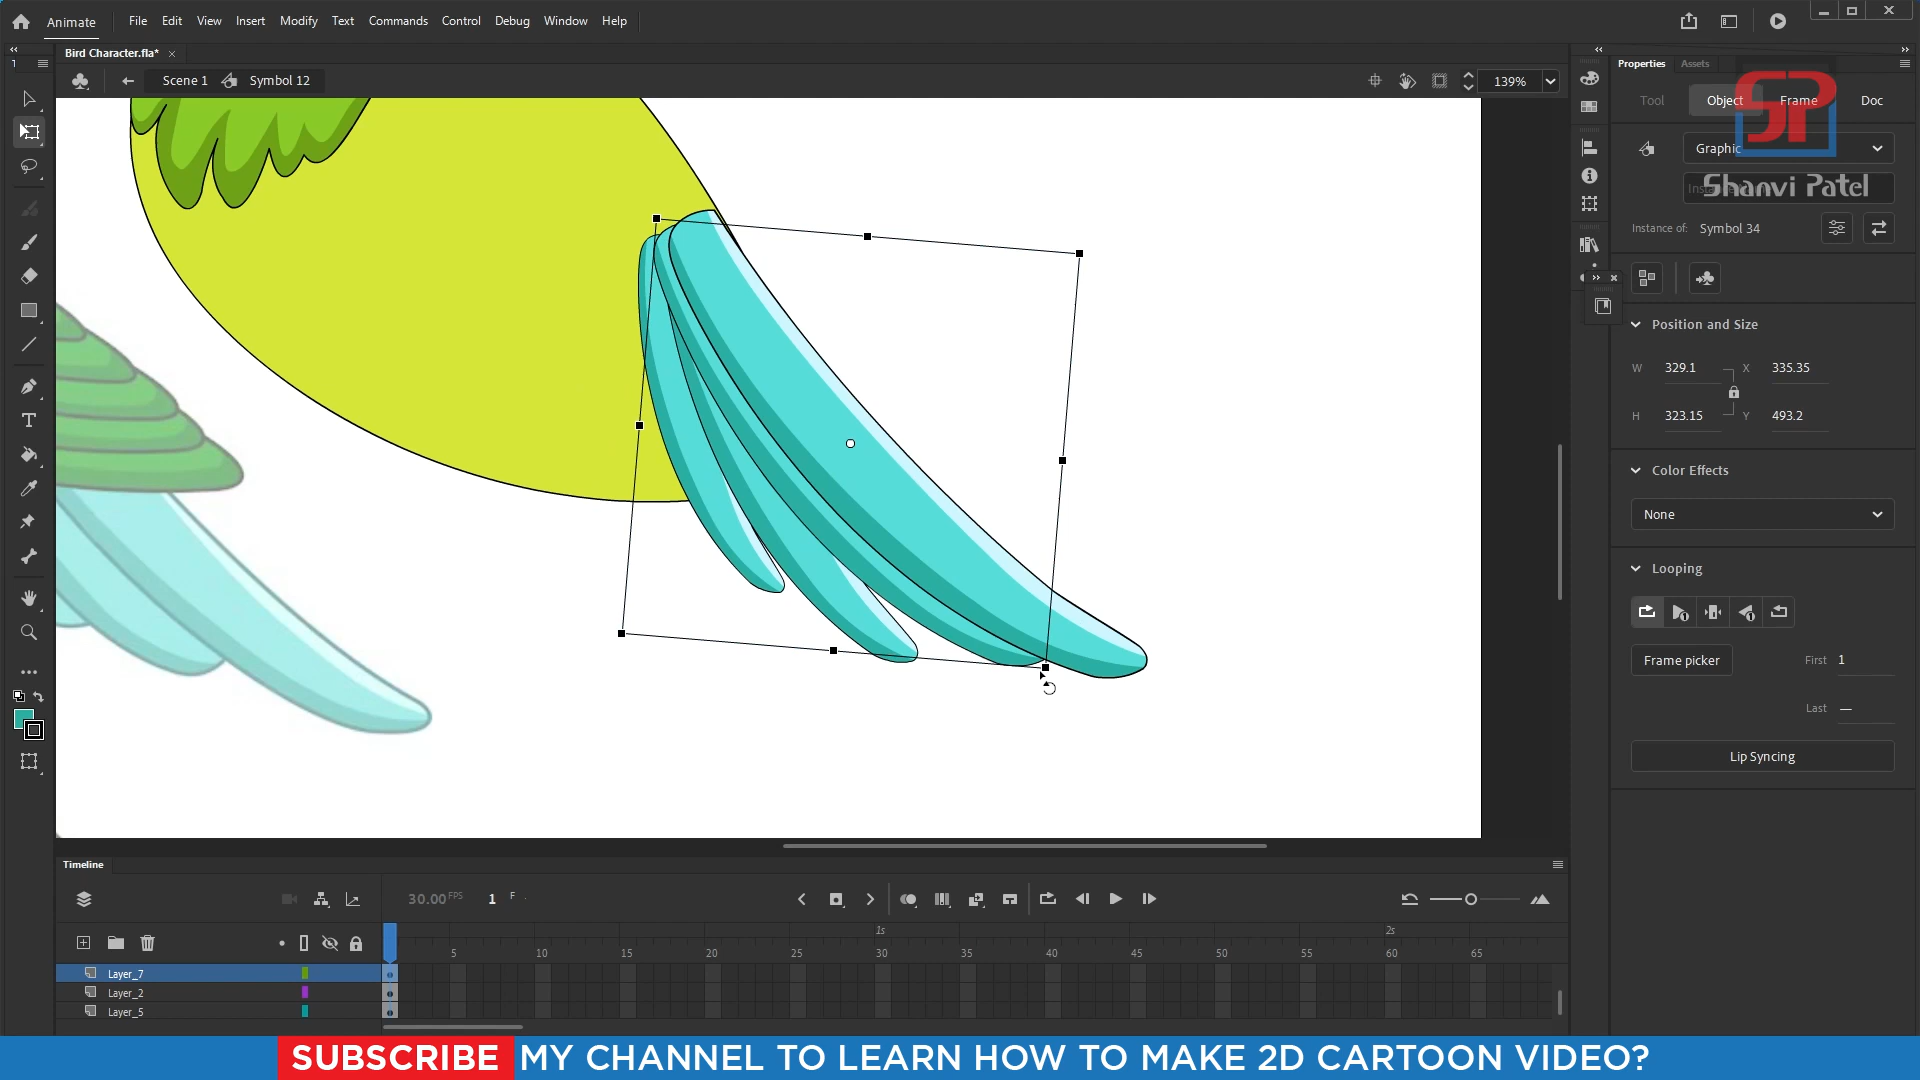 Animate
File Edit View Insert Modify Text Commands Control Debug Window Help
Bird Character.fla*
Scene 1 Symbol 12
139%
Properties Assets
Tool Object Frame Doc
SP
Graphic
Shanvi Patel
Instance of: Symbol 34
Position and Size
W 329.1 X 335.35
H 323.15 Y 493.2
Color Effects
None
Looping
Frame picker First 1
Last —
Lip Syncing
Timeline
30.00 FPS 1 F
1s 2s
5 10 15 20 25 30 35 40 45 50 55 60 65
Layer_7
Layer_2
Layer_5
SUBSCRIBE MY CHANNEL TO LEARN HOW TO MAKE 2D CARTOON VIDEO?